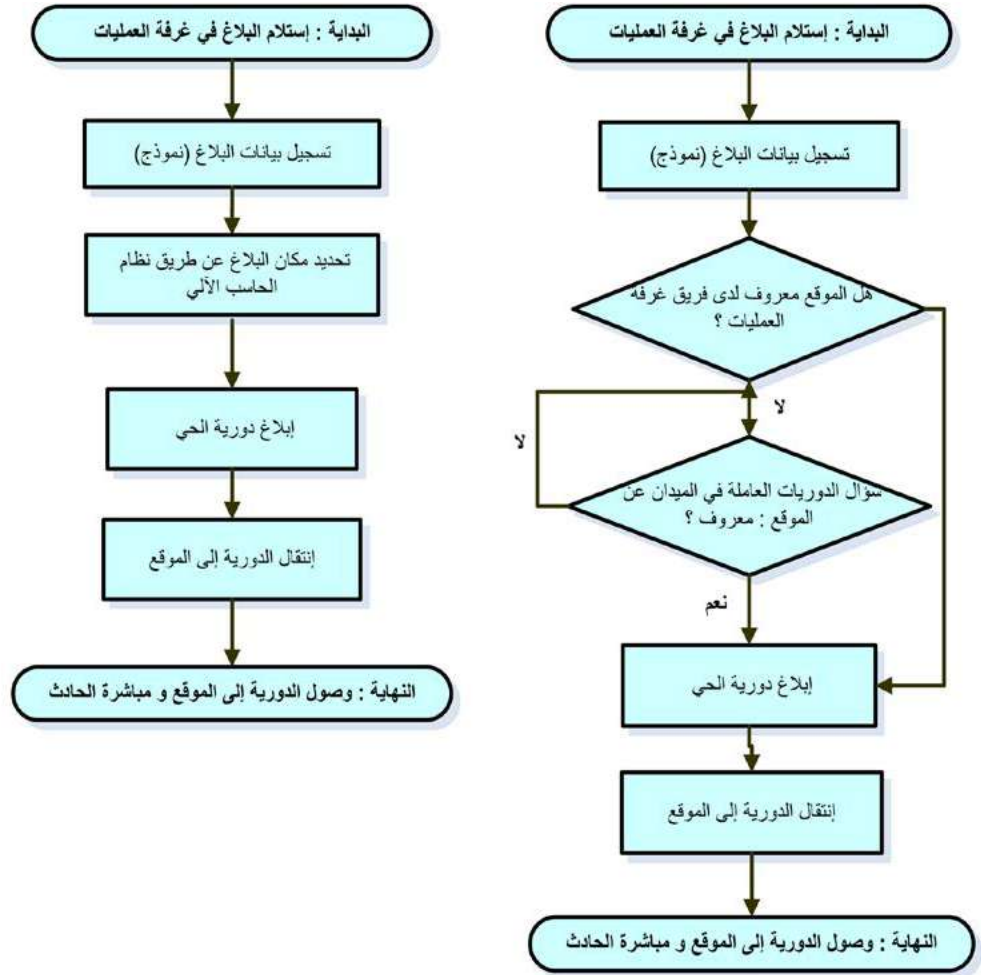 البداية : إستلام البلاغ في غرفة العمليات
تسجيل بيانات البلاغ (نموذج)
هل الموقع معروف لدى فريق غرفة
العمليات ؟
لا
لا
سؤال الدوريات العاملة في الميدان عن
الموقع : معروف ؟
نعم
إبلاغ دورية الحي
إنتقال الدورية إلى الموقع
النهاية : وصول الدورية إلى الموقع و مباشرة الحادث
البداية : إستلام البلاغ في غرفة العمليات
تسجيل بيانات البلاغ (نموذج)
تحديد مكان البلاغ عن طريق نظام
الحاسب الآلي
إبلاغ دورية الحي
إنتقال الدورية إلى الموقع
النهاية : وصول الدورية إلى الموقع و مباشرة الحادث